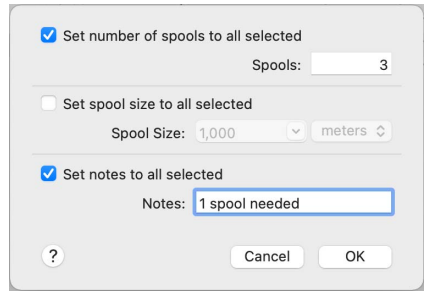 Set number of spools to all selected
Spools: 3
Set spool size to all selected
Spool Size: 1,000 meters
Set notes to all selected
Notes: 1 spool needed
? Cancel OK